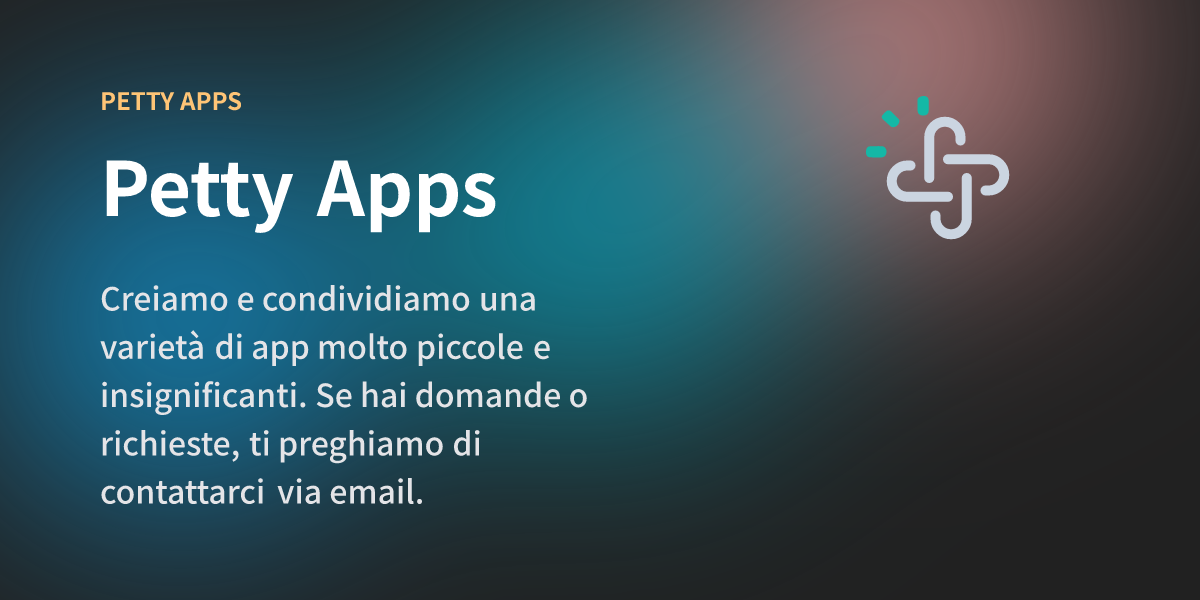 PETTY APPS
Petty Apps
Creiamo e condividiamo una
varietà di app molto piccole e
insignificanti. Se hai domande o
richieste, ti preghiamo di
contattarci via email.